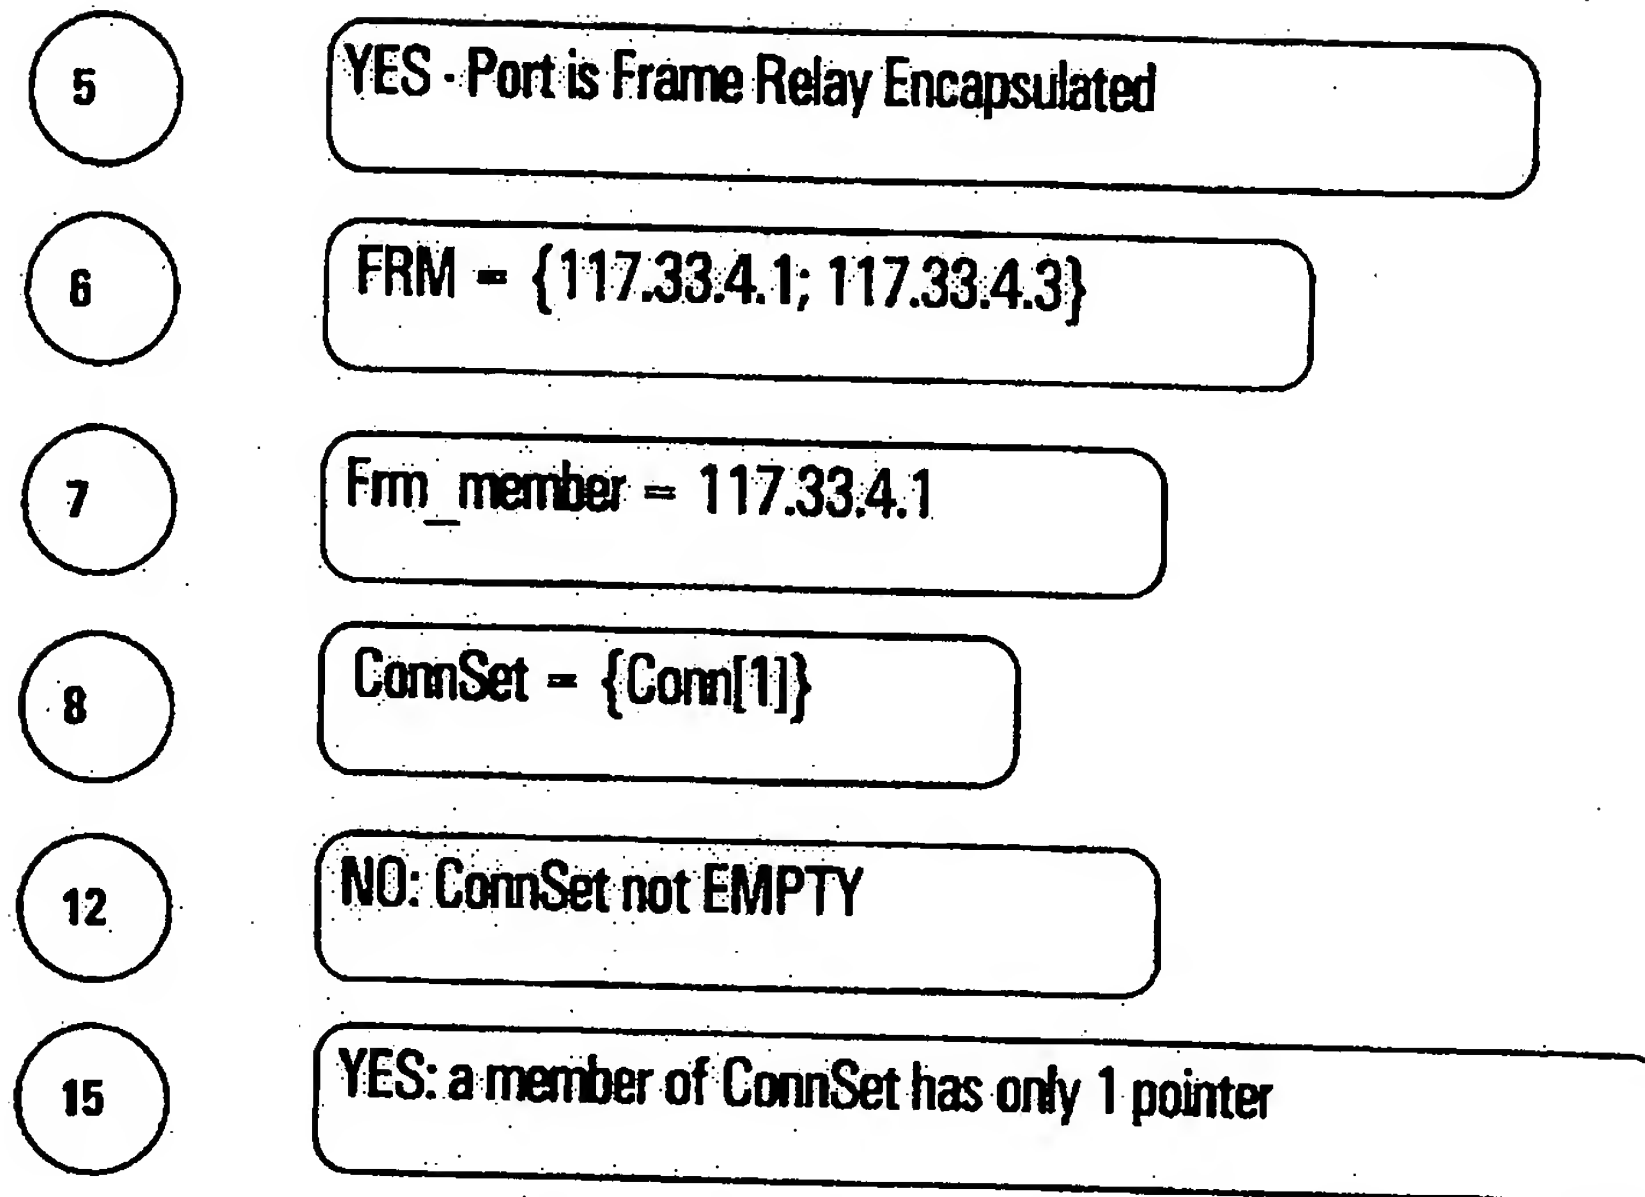 5
YES - Port is Frame Relay Encapsulated
6
FRM = {117.33.4.1; 117.33.4.3}
7
Frm_member = 117.33.4.1
8
ConnSet = {Conn[1]}
12
NO: ConnSet not EMPTY
15
YES: a member of ConnSet has only 1 pointer